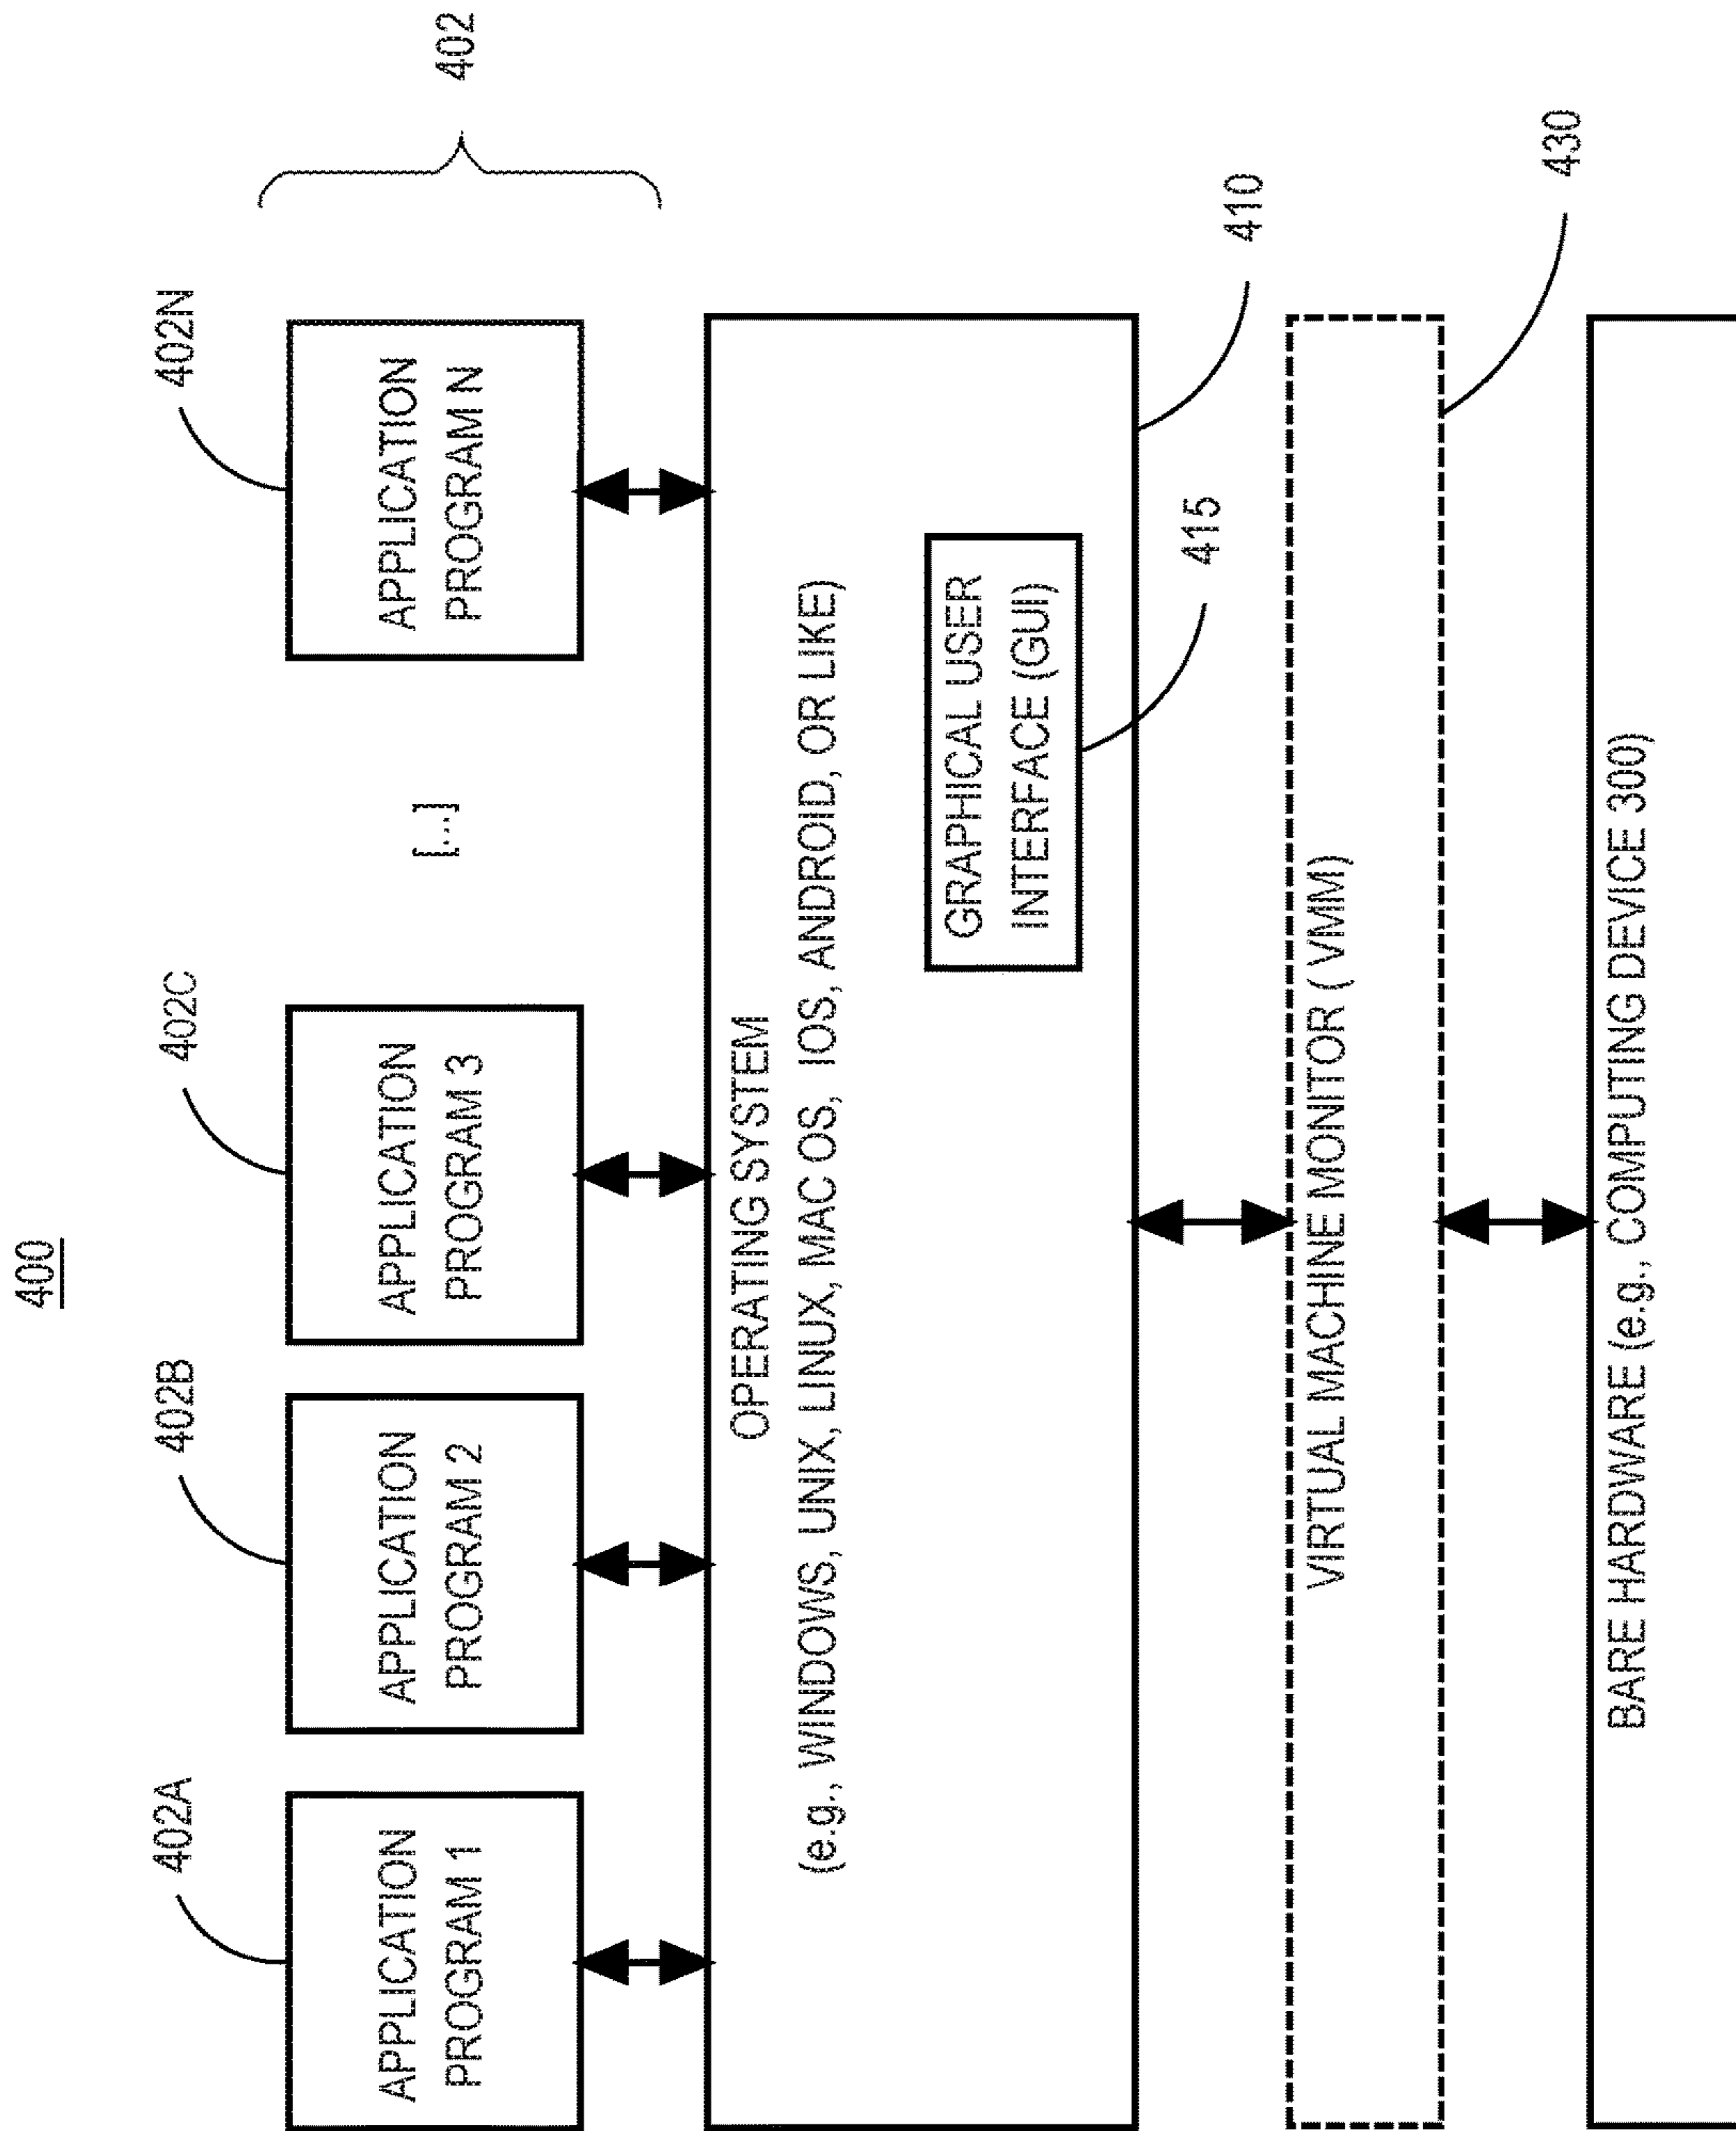 400
402A
402B
402C
402N
402
APPLICATION
PROGRAM 1
APPLICATION
PROGRAM 2
APPLICATION
PROGRAM 3
[...]
APPLICATION
PROGRAM N
OPERATING SYSTEM
(e.g., WINDOWS, UNIX, LINUX, MAC OS, IOS, ANDROID, OR LIKE)
GRAPHICAL USER
INTERFACE (GUI)
415
410
VIRTUAL MACHINE MONITOR ( VMM)
430
BARE HARDWARE (e.g., COMPUTING DEVICE 300)